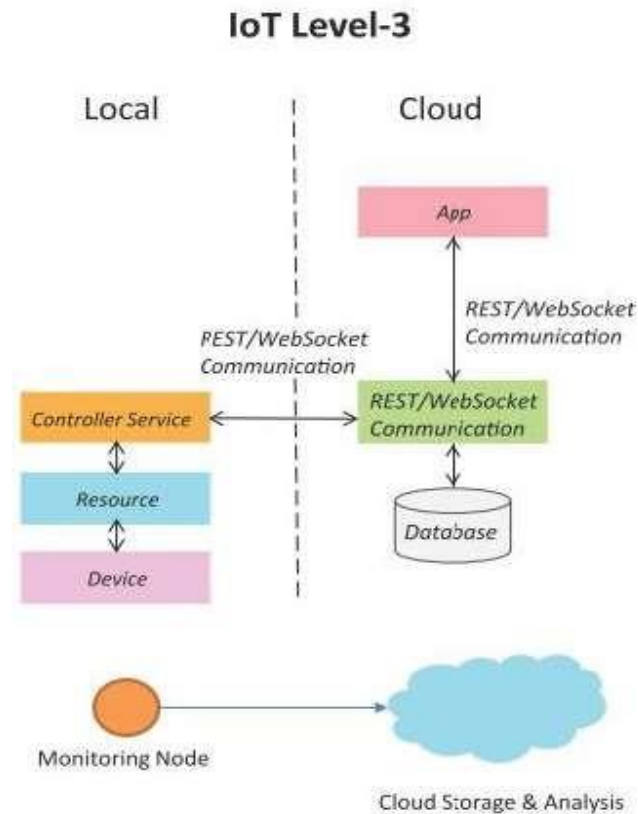 IoT Level-3
Local
Cloud
App
REST/WebSocket
Communication
REST/WebSocket
Communication
Controller Service
REST/WebSocket
Communication
Resource
Database
Device
Monitoring Node
Cloud Storage & Analysis